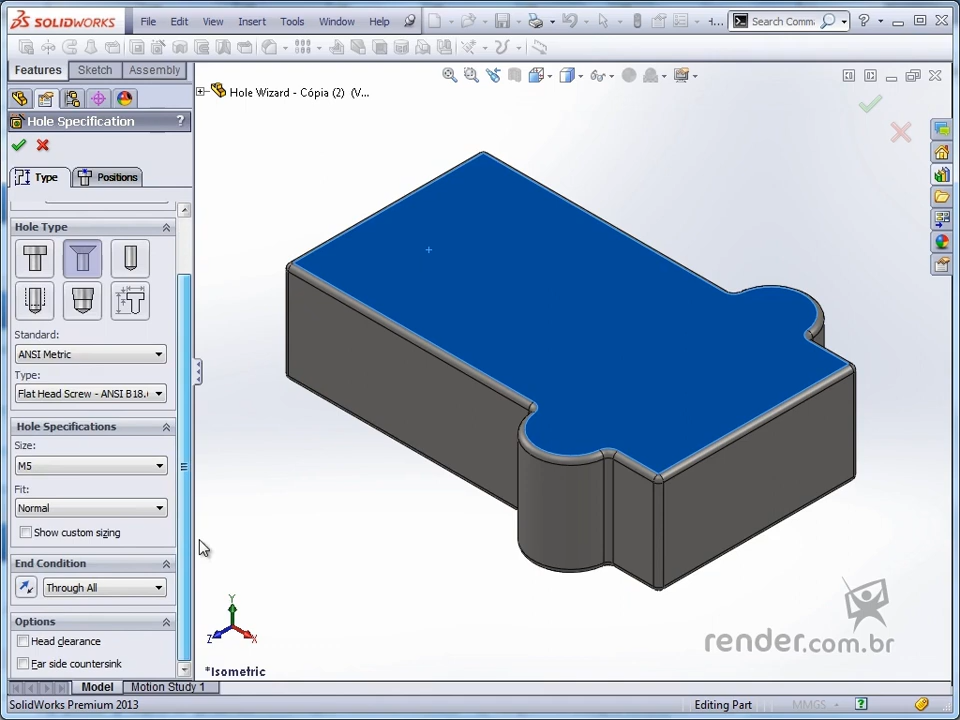 SOLIDWORKS File Edit View Insert Tools Window Help Search Comm
Features Sketch Assembly
Hole Wizard - Cópia (2) (V...
Hole Specification ?
Type Positions
Hole Type
Standard:
ANSI Metric
Type:
Flat Head Screw - ANSI B18.
Hole Specifications
Size:
M5
Fit:
Normal
Show custom sizing
End Condition
Through All
Options
Head clearance
Far side countersink
Y
Z X
*Isometric
render.com.br
Model Motion Study 1
SolidWorks Premium 2013 Editing Part MMGS